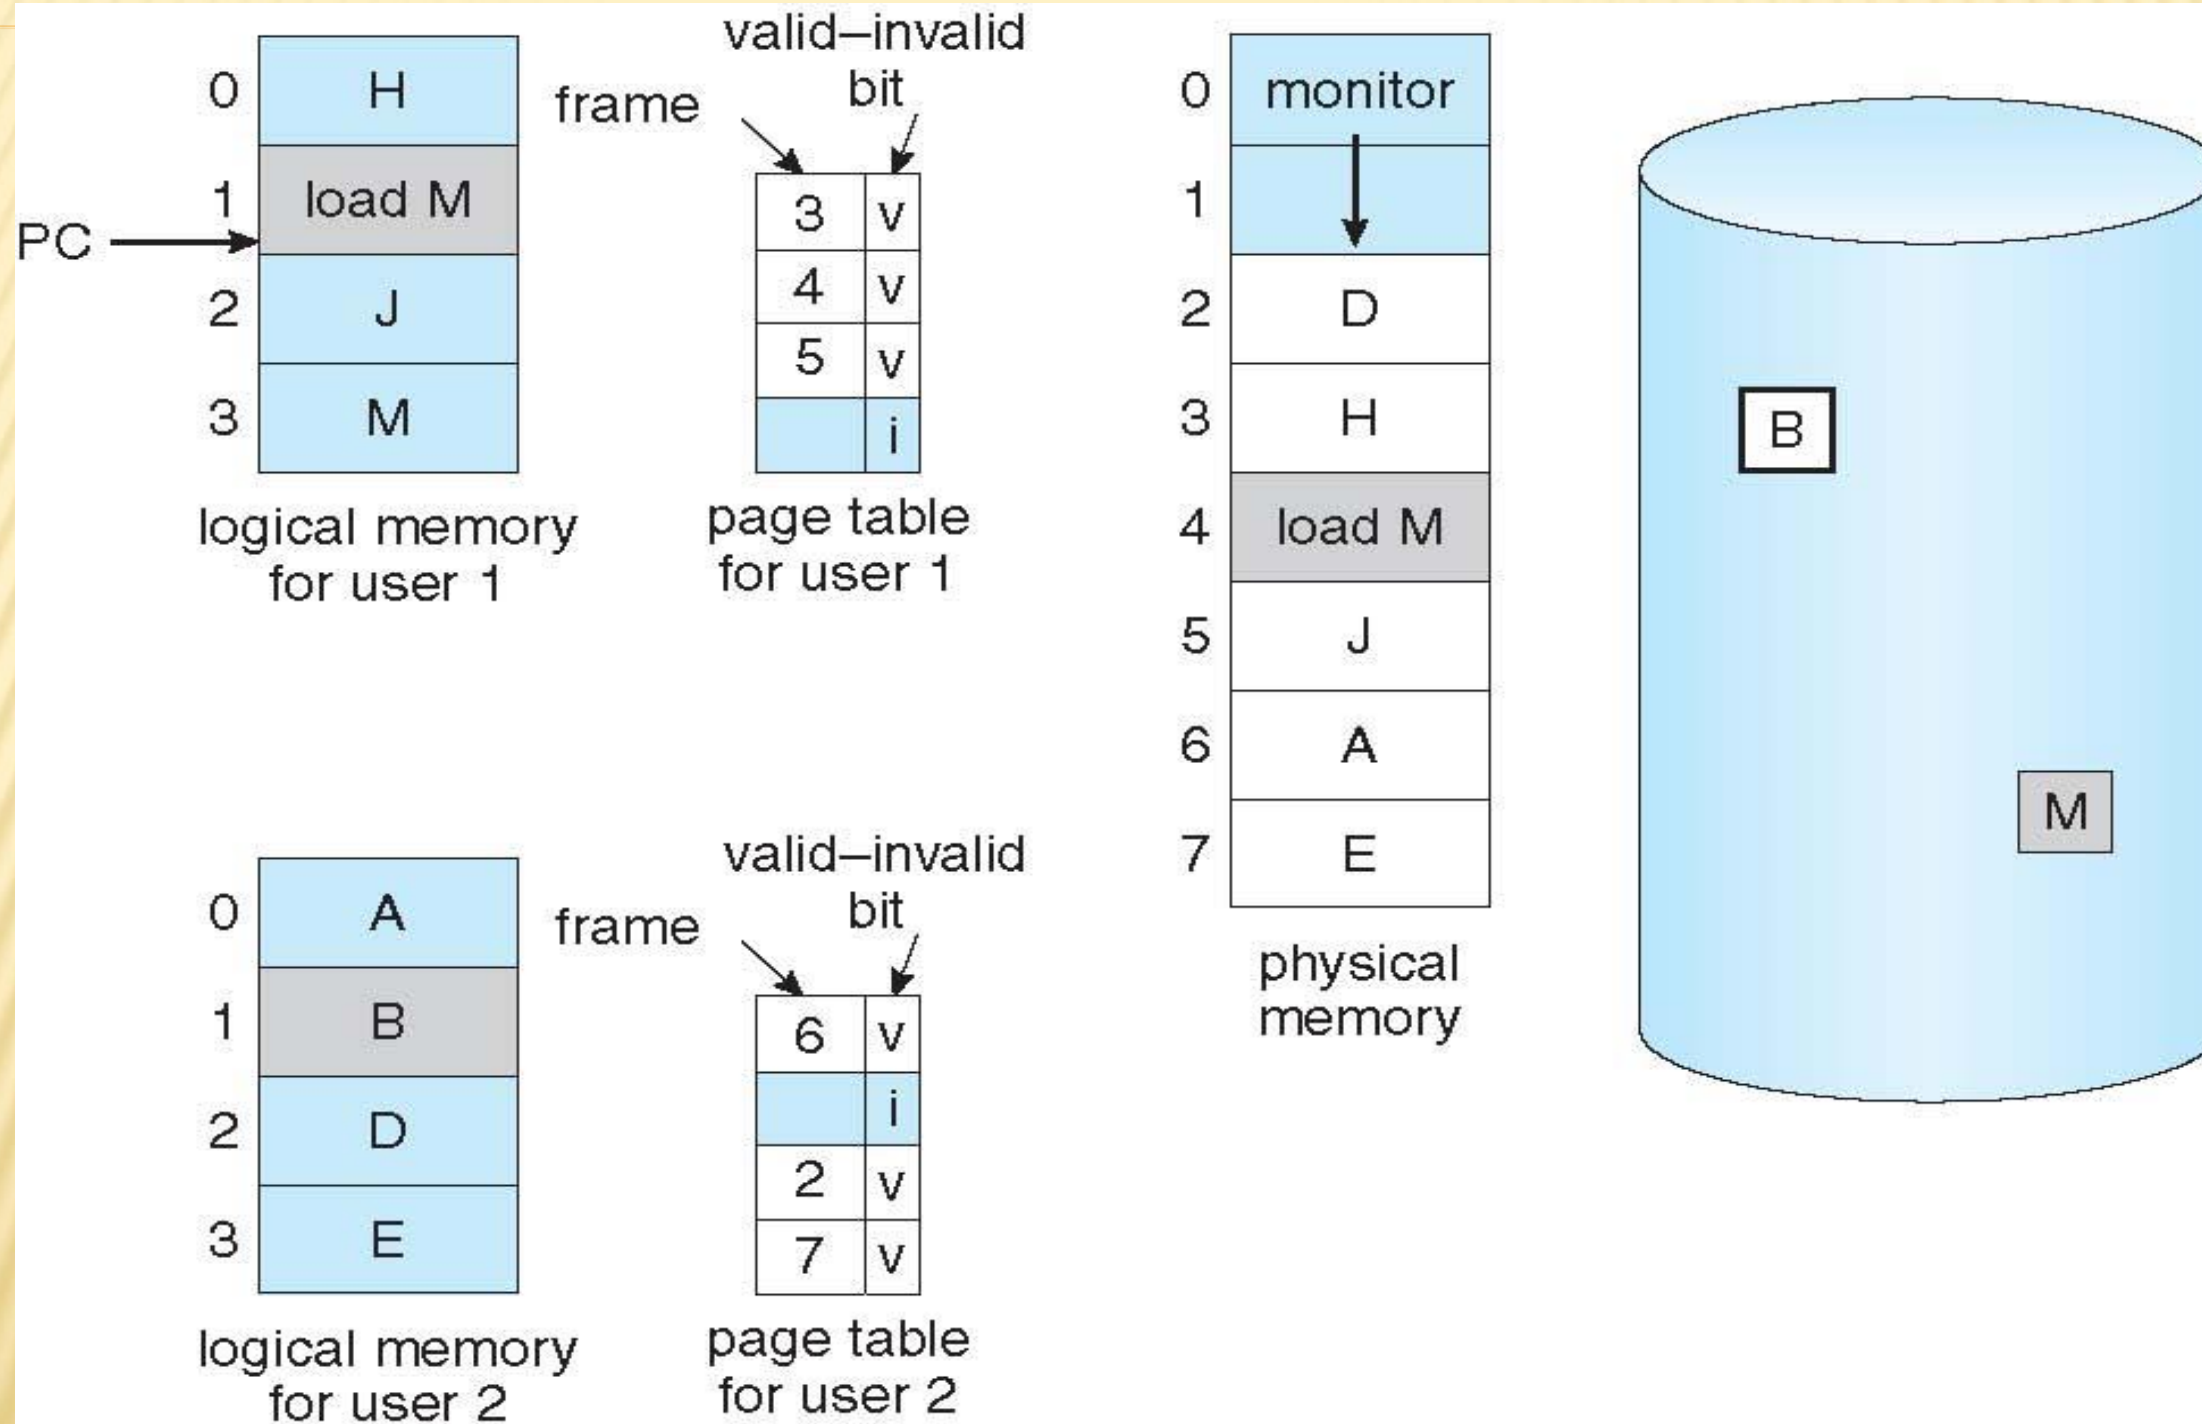 valid–invalid
bit
frame
0 H
1 load M
PC
2 J
3 M
3 v
4 v
5 v
i
logical memory
for user 1
page table
for user 1
0 monitor
1
2 D
3 H
4 load M
5 J
6 A
7 E
physical
memory
B
M
valid–invalid
bit
frame
0 A
1 B
2 D
3 E
6 v
i
2 v
7 v
logical memory
for user 2
page table
for user 2